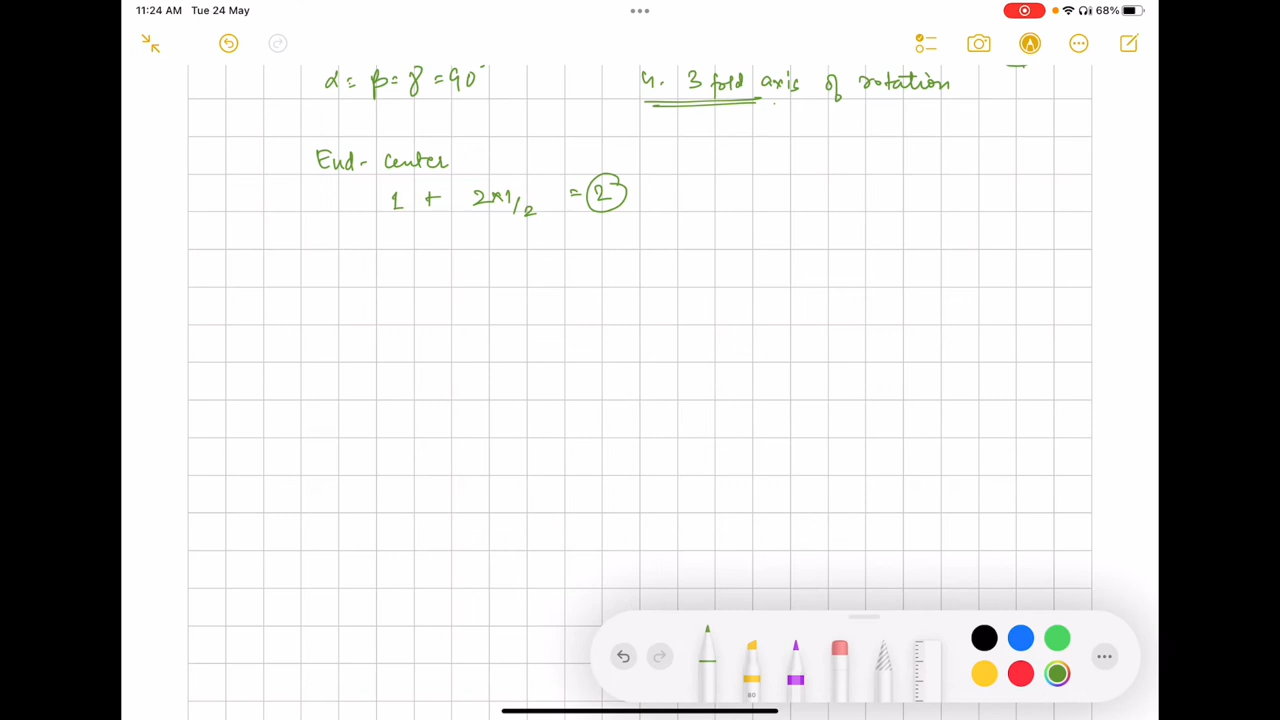 11:24 AM Tue 24 May
68%
α = β = γ = 90°
4. 3 fold axis of rotation
End- center
1 + 2×1/2 = 2
80